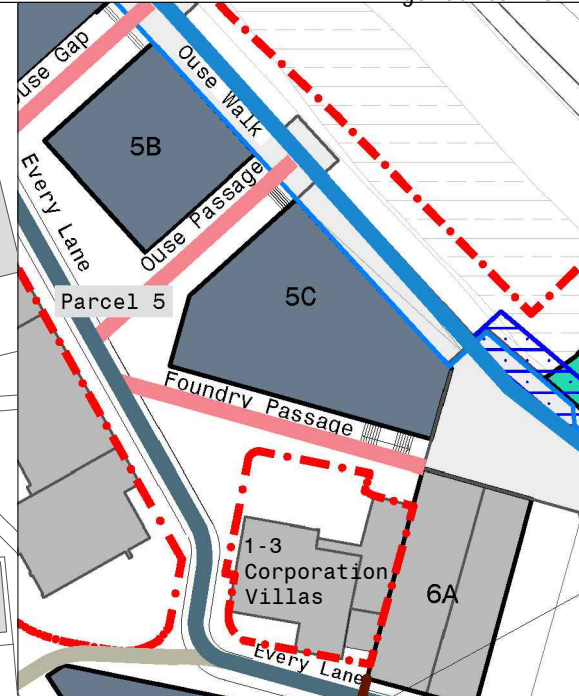 Ouse Walk
use Gap
5B
Every Lane
Ouse Passage
Parcel 5
5C
Foundry Passage
1-3
Corporation
Villas
6A
Every Lane